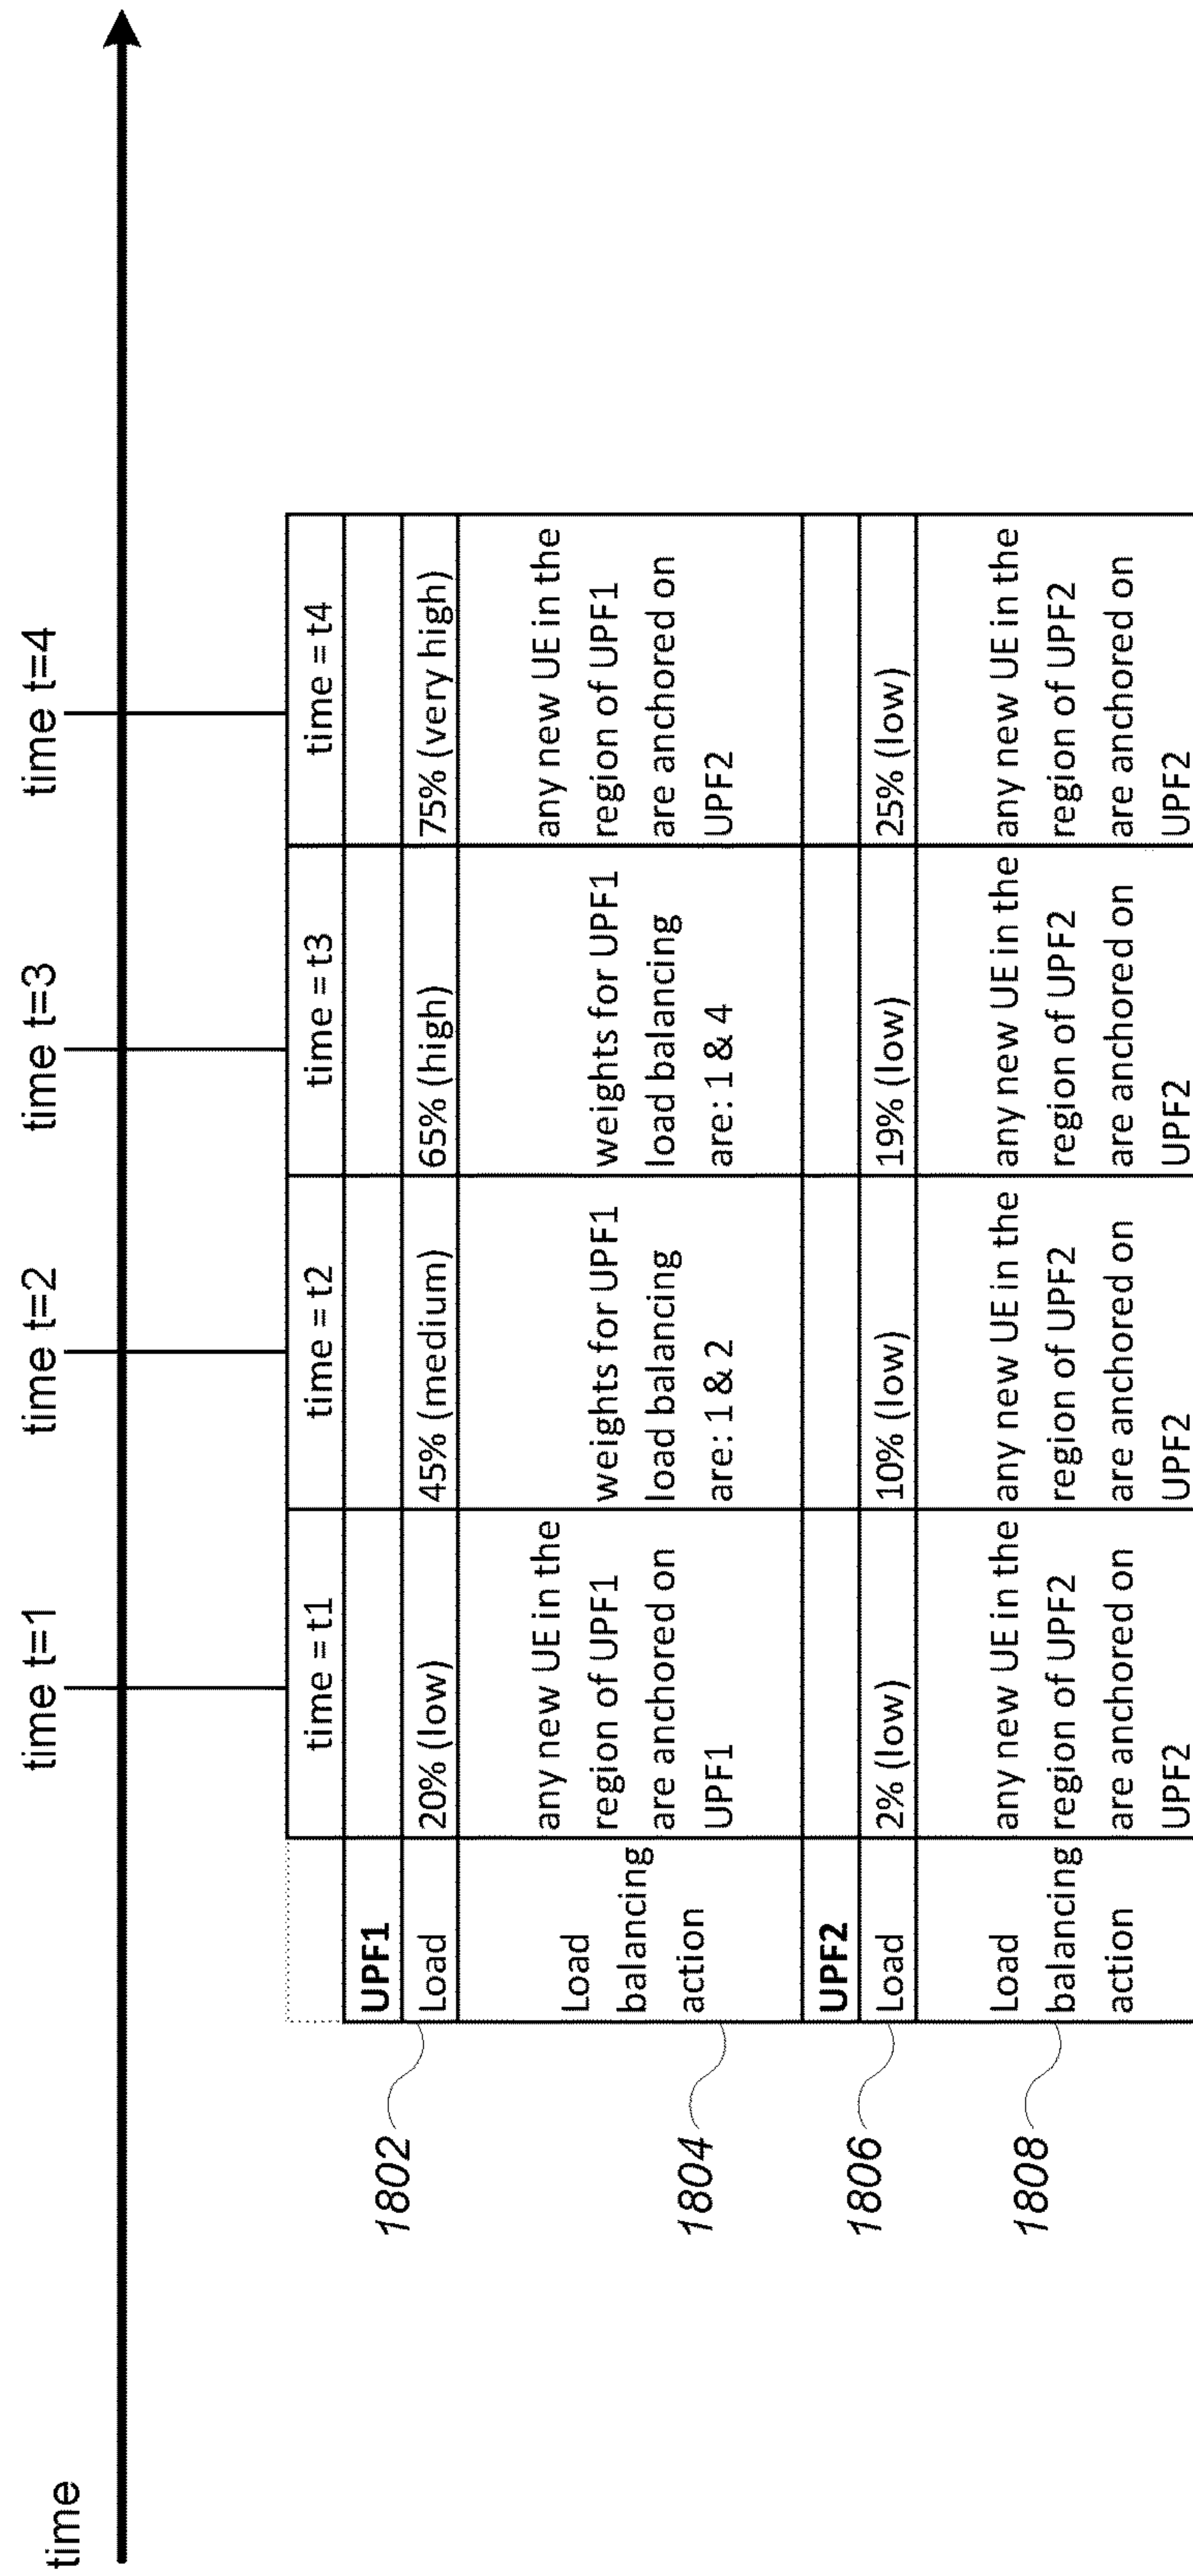 time
time t=1
time t=2
time t=3
time t=4
time = t1
time = t2
time = t3
time = t4
UPF1
1802
Load
20% (low)
45% (medium)
65% (high)
75% (very high)
1804
Load
balancing
action
any new UE in the
region of UPF1
are anchored on
UPF1
weights for UPF1
load balancing
are: 1 & 2
weights for UPF1
load balancing
are: 1 & 4
any new UE in the
region of UPF1
are anchored on
UPF2
UPF2
1806
Load
2% (low)
10% (low)
19% (low)
25% (low)
1808
Load
balancing
action
any new UE in the
region of UPF2
are anchored on
UPF2
any new UE in the
region of UPF2
are anchored on
UPF2
any new UE in the
region of UPF2
are anchored on
UPF2
any new UE in the
region of UPF2
are anchored on
UPF2